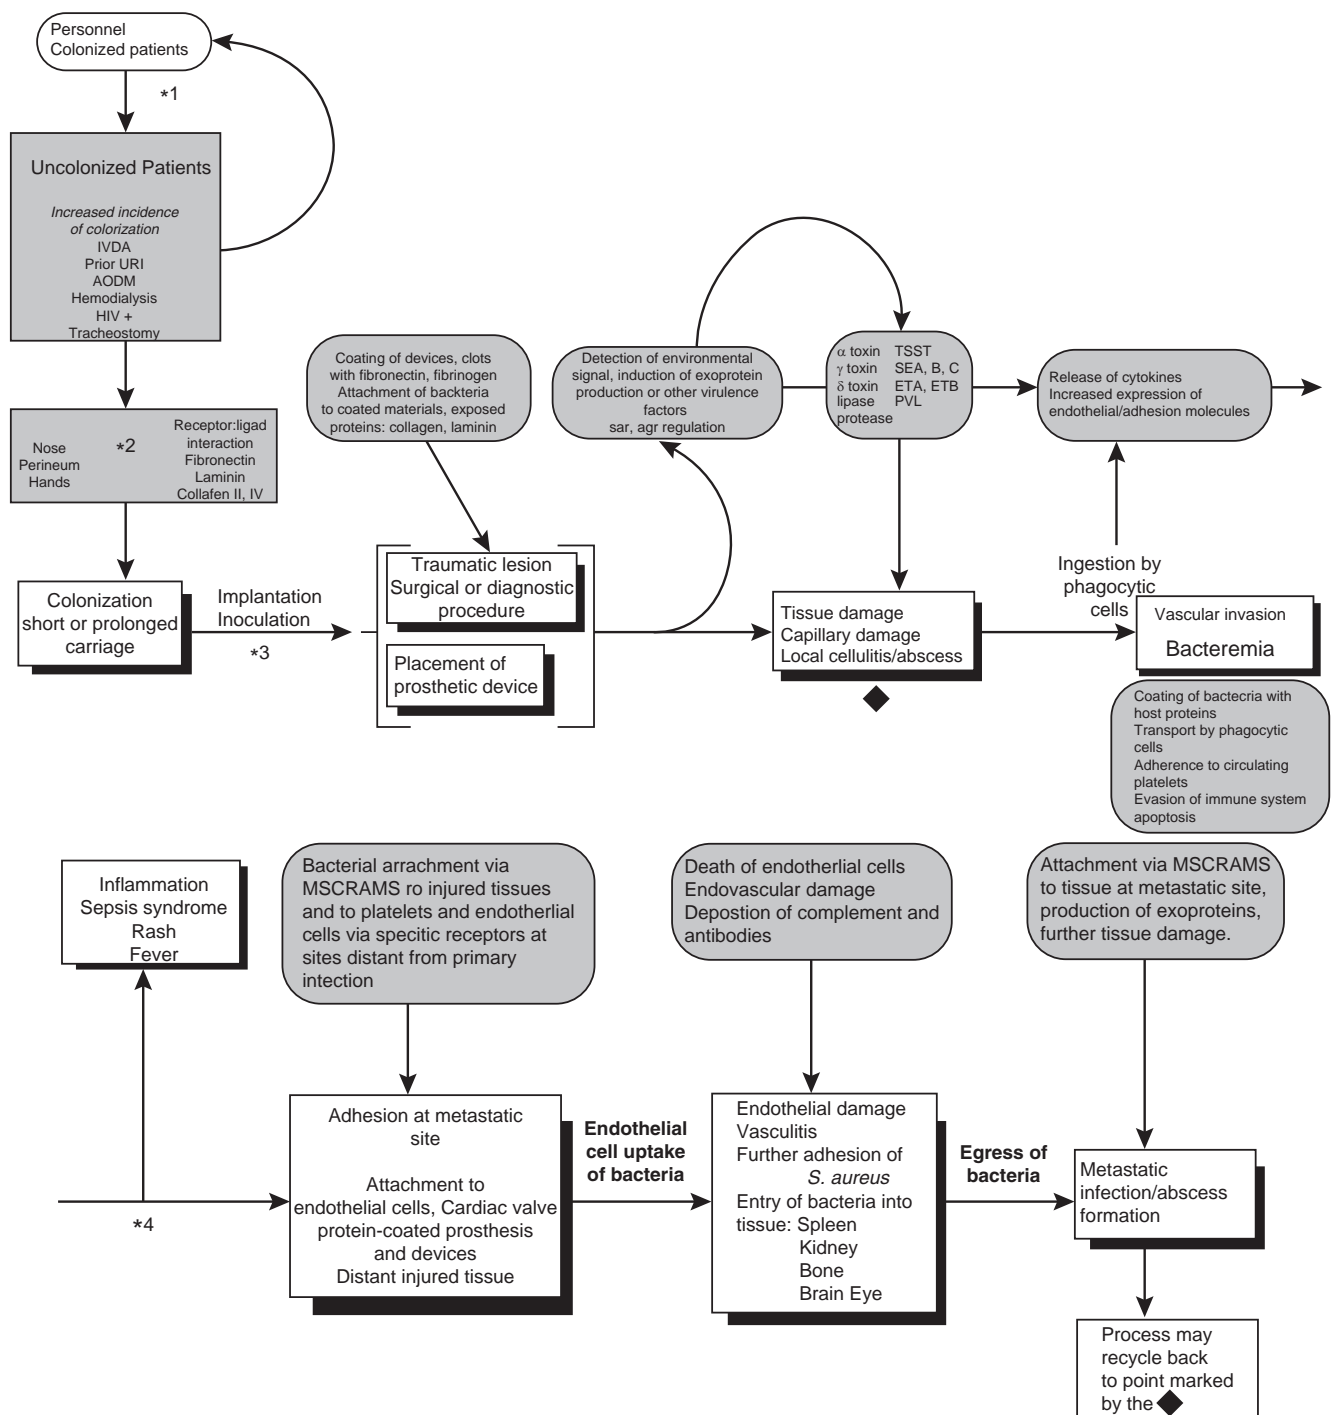 Personnel
Colonized patients
*1
Uncolonized Patients
Increased incidence
of colorization
IVDA
Prior URI
AODM
Hemodialysis
HIV +
Tracheostomy
Nose
Perineum
Hands
*2
Receptor:ligad
interaction
Fibronectin
Laminin
Collafen II, IV
Colonization
short or prolonged
carriage
Implantation
Inoculation
*3
Coating of devices, clots
with fibronectin, fibrinogen
Attachment of backteria
to coated materials, exposed
proteins: collagen, laminin
Traumatic lesion
Surgical or diagnostic
procedure
Placement of
prosthetic device
Detection of environmental
signal, induction of exoprotein
production or other virulence
factors
sar, agr regulation
α toxin TSST
γ toxin SEA, B, C
δ toxin ETA, ETB
lipase PVL
protease
Release of cytokines
Increased expression of
endothelial/adhesion molecules
Tissue damage
Capillary damage
Local cellulitis/abscess
◆
Ingestion by
phagocytic
cells
Vascular invasion
Bacteremia
Coating of bactecria with
host proteins
Transport by phagocytic
cells
Adherence to circulating
platelets
Evasion of immune system
apoptosis
Inflammation
Sepsis syndrome
Rash
Fever
*4
Bacterial arrachment via
MSCRAMS ro injured tissues
and to platelets and endotherlial
cells via specitic receptors at
sites distant from primary
intection
Adhesion at metastatic
site
Attachment to
endothelial cells, Cardiac valve
protein-coated prosthesis
and devices
Distant injured tissue
Endothelial
cell uptake
of bacteria
Death of endotherlial cells
Endovascular damage
Depostion of complement and
antibodies
Endothelial damage
Vasculitis
Further adhesion of
S. aureus
Entry of bacteria into
tissue: Spleen
Kidney
Bone
Brain Eye
Egress of
bacteria
Attachment via MSCRAMS
to tissue at metastatic site,
production of exoproteins,
further tissue damage.
Metastatic
infection/abscess
formation
Process may
recycle back
to point marked
by the ◆